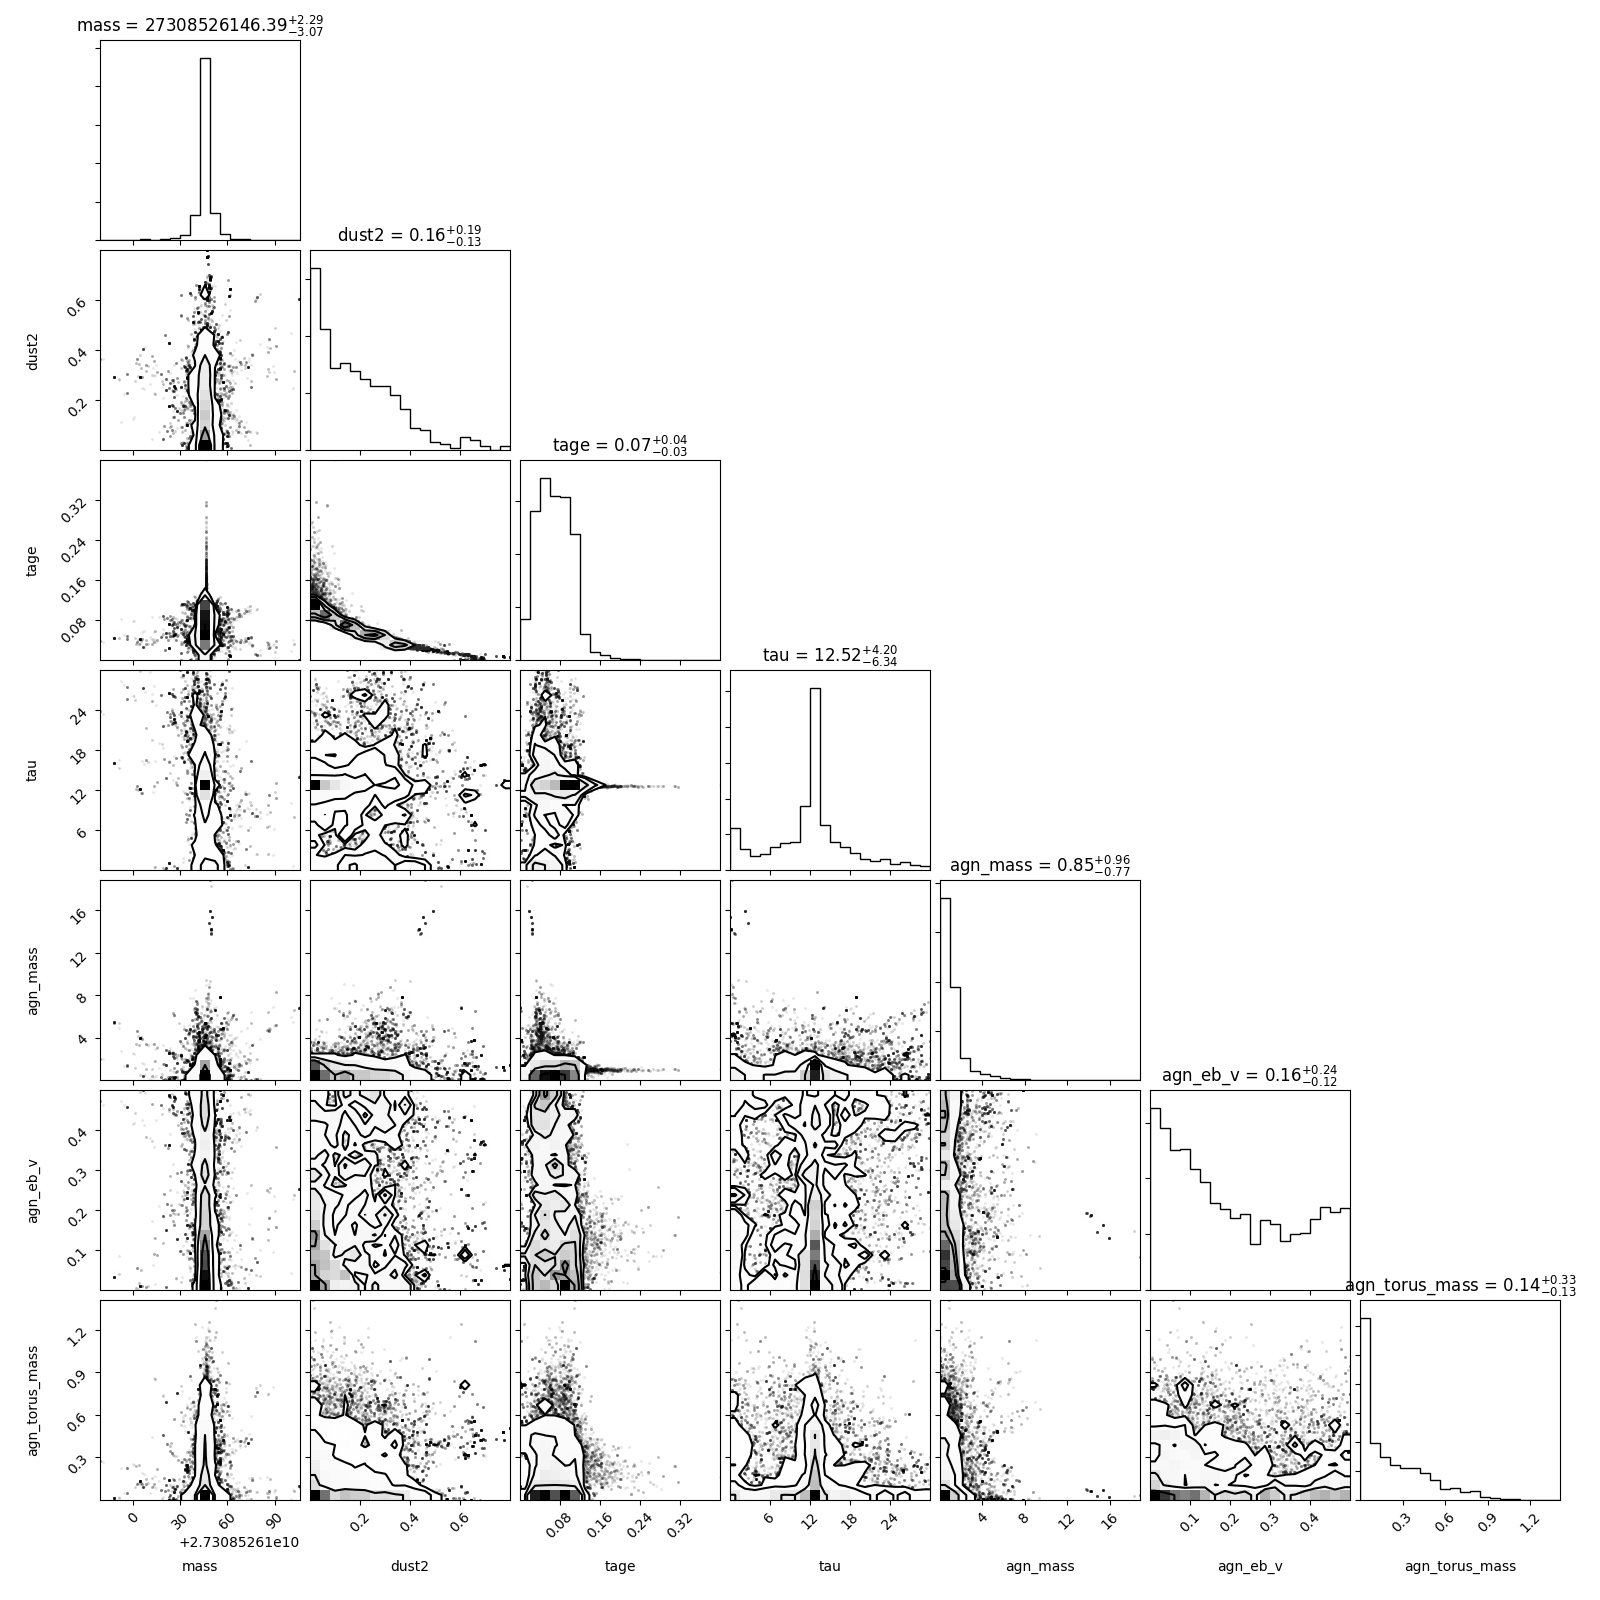 mass = 27308526146.39+2.29 −3.07
dust2 = 0.16+0.19 −0.13
dust2
0.6
0.4
0.2
tage = 0.07+0.04 −0.03
tage
0.32
0.24
0.16
0.08
tau = 12.52+4.20 −6.34
tau
24
18
12
6
agn_mass = 0.85+0.96 −0.77
agn_mass
16
12
8
4
agn_eb_v = 0.16+0.24 −0.12
agn_eb_v
0.4
0.3
0.2
0.1
agn_torus_mass = 0.14+0.33 −0.13
agn_torus_mass
1.2
0.9
0.6
0.3
0 30 60 90 0.2 0.4 0.6 0.08 0.16 0.24 0.32 6 12 18 24 4 8 12 16 0.1 0.2 0.3 0.4 0.3 0.6 0.9 1.2
+2.73085261e10
mass dust2 tage tau agn_mass agn_eb_v agn_torus_mass